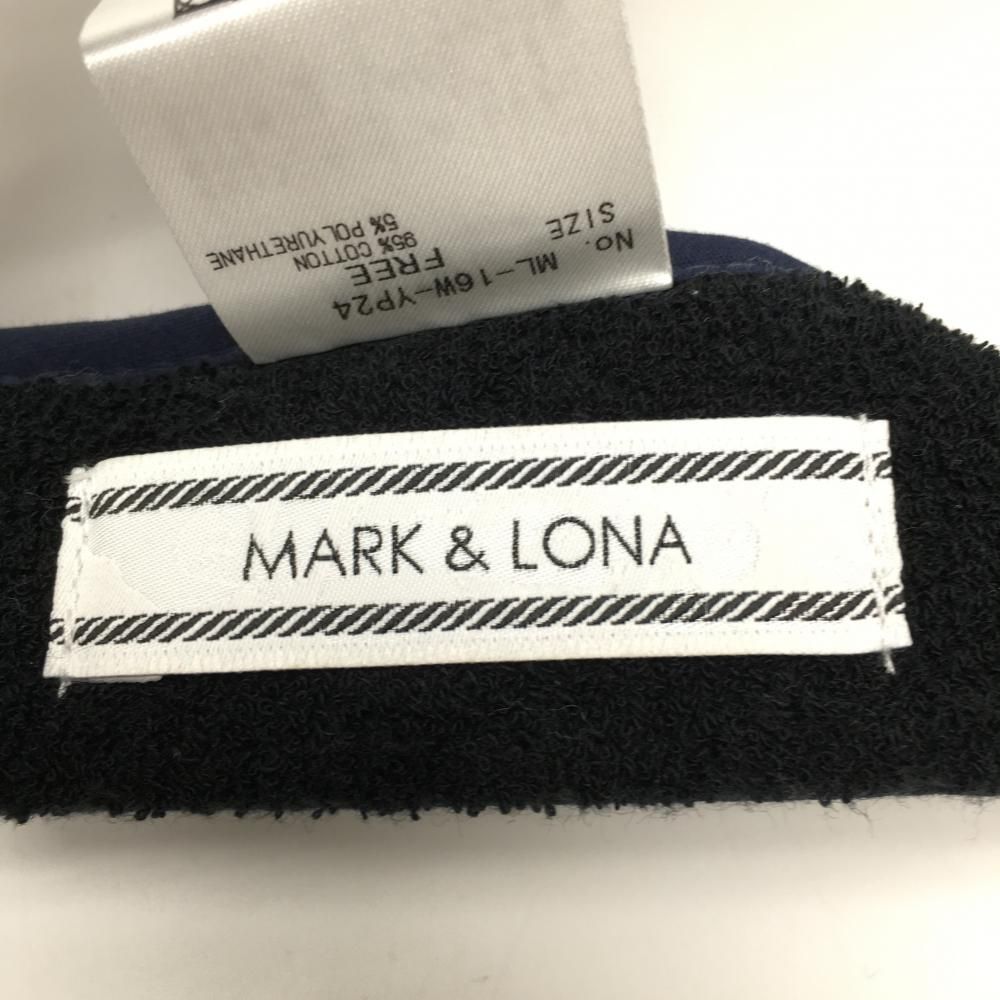 No. ML-16W-YP24
SIZE FREE
95% COTTON
5% POLYURETHANE
MARK & LONA